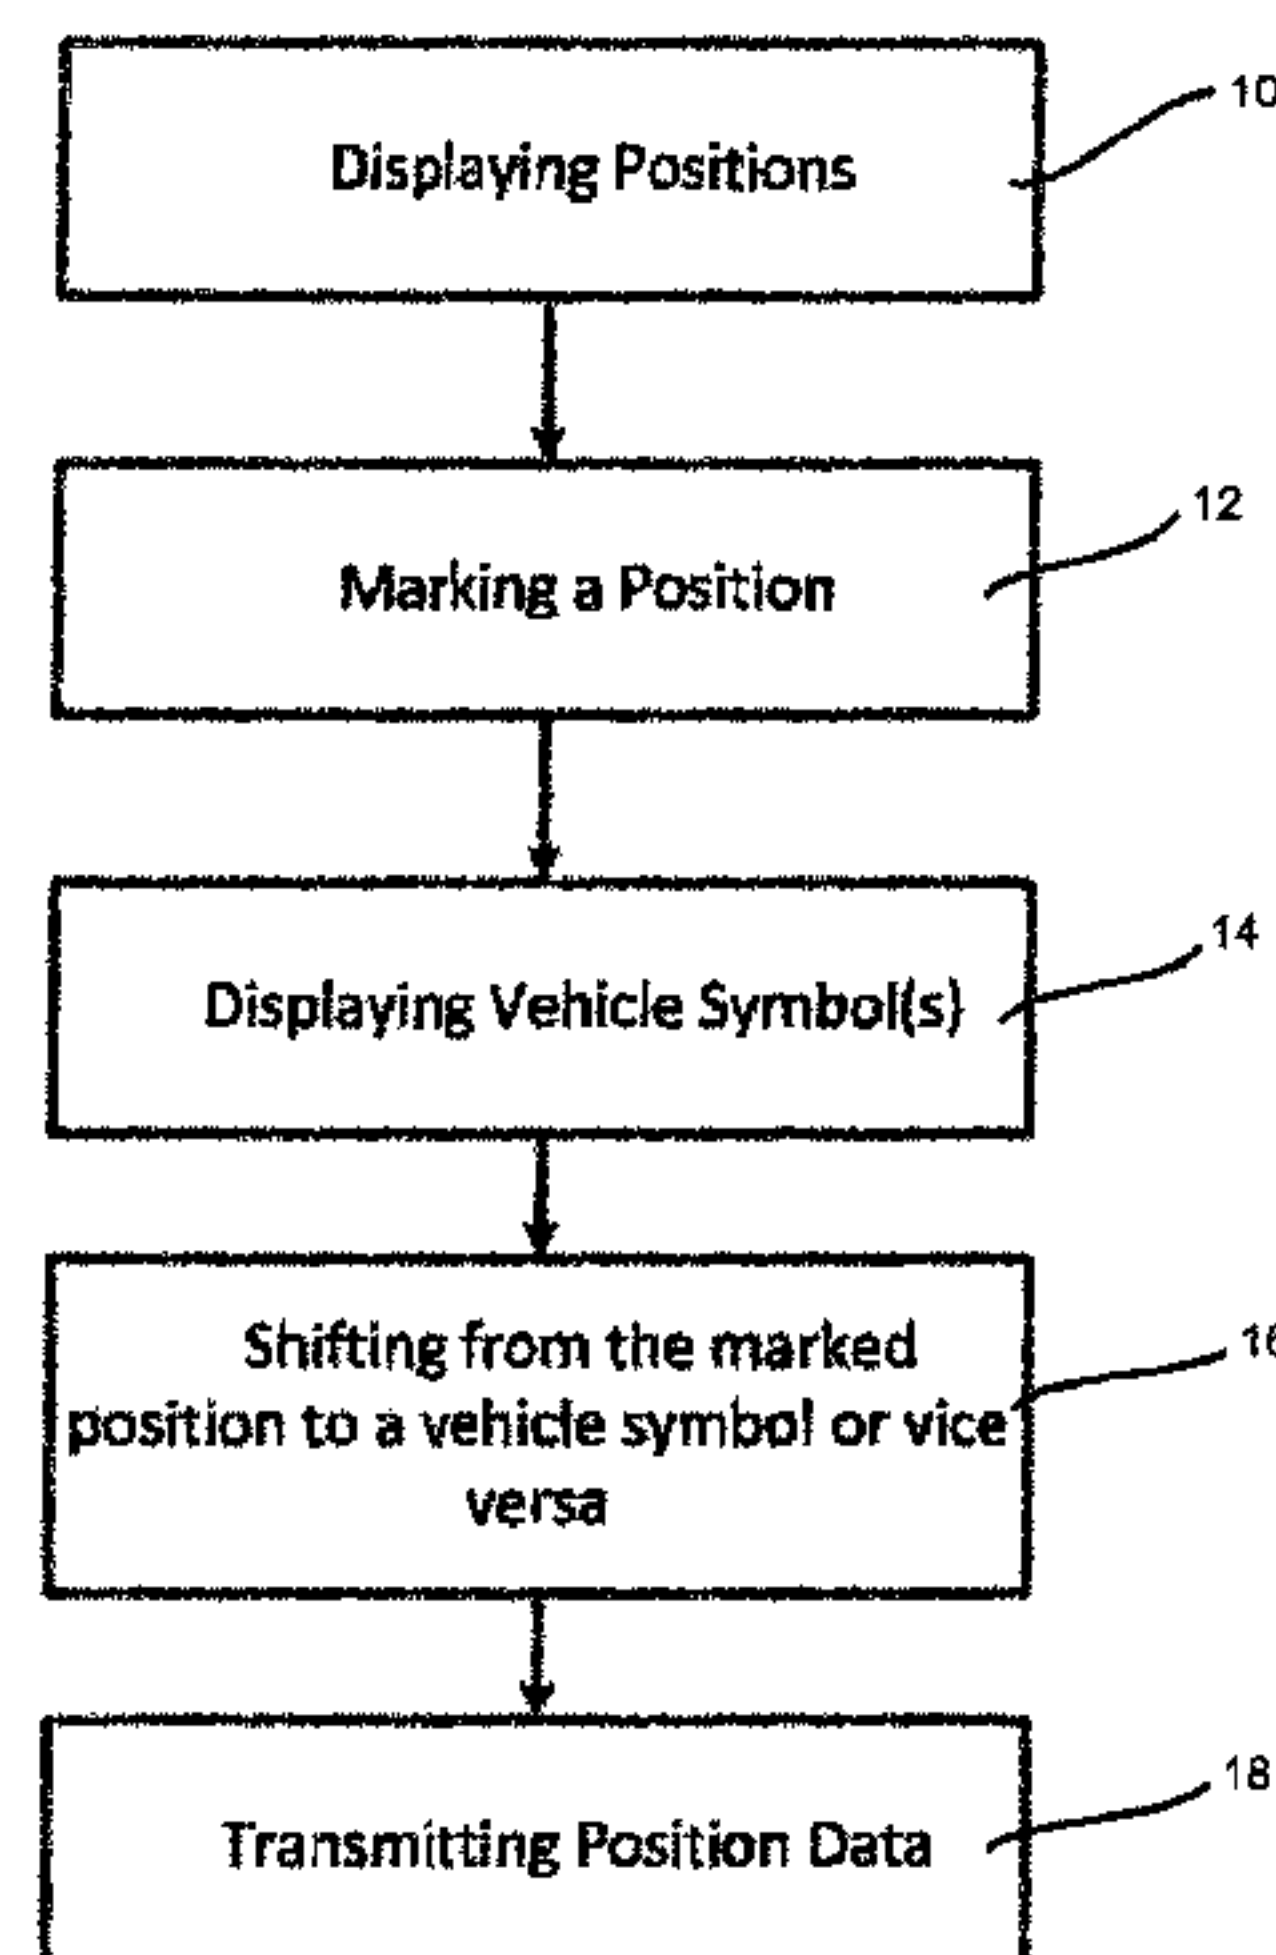 Displaying Positions
10
Marking a Position
12
Displaying Vehicle Symbol(s)
14
Shifting from the marked
position to a vehicle symbol or vice
versa
16
Transmitting Position Data
18